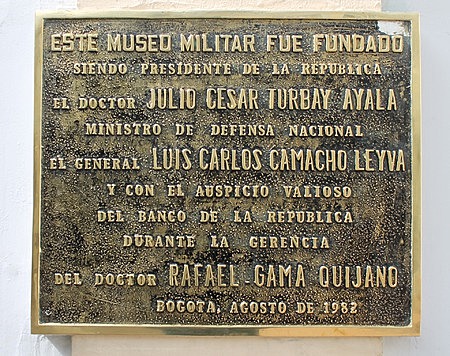 ESTE MUSEO MILITAR FUE FUNDADO
SIENDO PRESIDENTE DE LA REPUBLICA
EL DOCTOR JULIO CESAR TURBAY AYALA
MINISTRO DE DEFENSA NACIONAL
EL GENERAL LUIS CARLOS CAMACHO LEYVA
Y CON EL AUSPICIO VALIOSO
DEL BANCO DE LA REPUBLICA
DURANTE LA GERENCIA
DEL DOCTOR RAFAEL-GAMA QUIJANO
BOGOTA, AGOSTO DE 1982